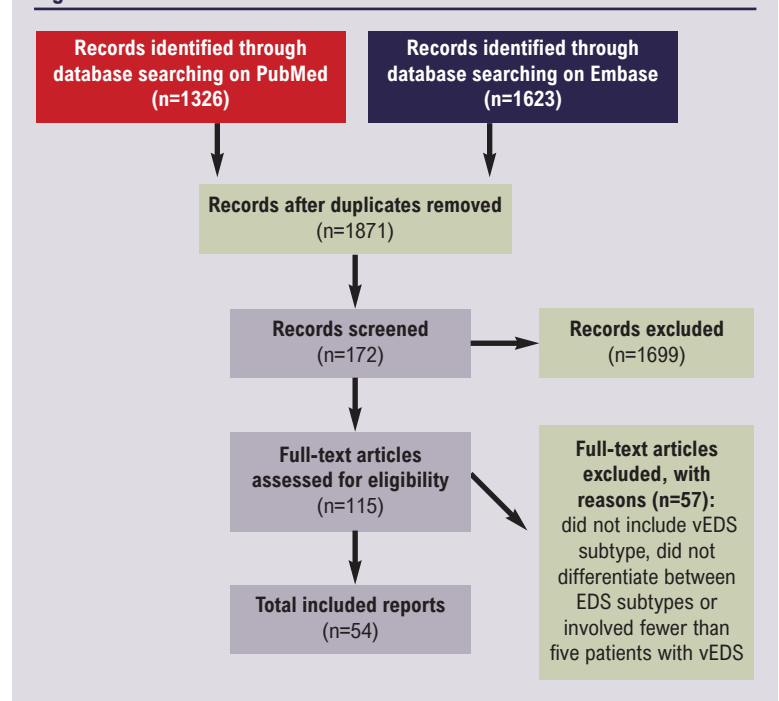 Records identified through
database searching on PubMed
(n=1326)
Records identified through
database searching on Embase
(n=1623)
Records after duplicates removed
(n=1871)
Records screened
(n=172)
Records excluded
(n=1699)
Full-text articles
assessed for eligibility
(n=115)
Full-text articles
excluded, with
reasons (n=57):
did not include vEDS
subtype, did not
differentiate between
EDS subtypes or
involved fewer than
five patients with vEDS
Total included reports
(n=54)